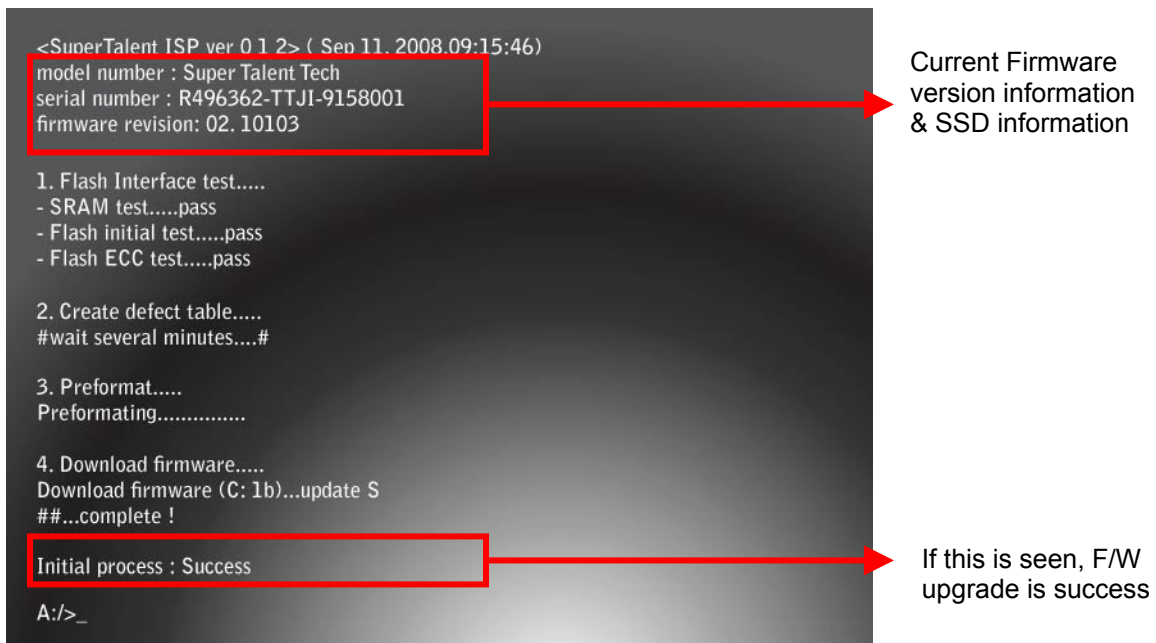 <SuperTalent ISP ver 0 1 2> ( Sep 11, 2008,09:15:46)
model number : Super Talent Tech
serial number : R496362-TTJI-9158001
firmware revision: 02. 10103
Current Firmware
version information
& SSD information
1. Flash Interface test.....
- SRAM test.....pass
- Flash initial test.....pass
- Flash ECC test.....pass
2. Create defect table.....
#wait several minutes....#
3. Preformat.....
Preformating...............
4. Download firmware.....
Download firmware (C: 1b)...update S
##...complete !
Initial process : Success
If this is seen, F/W
upgrade is success
A:/>_